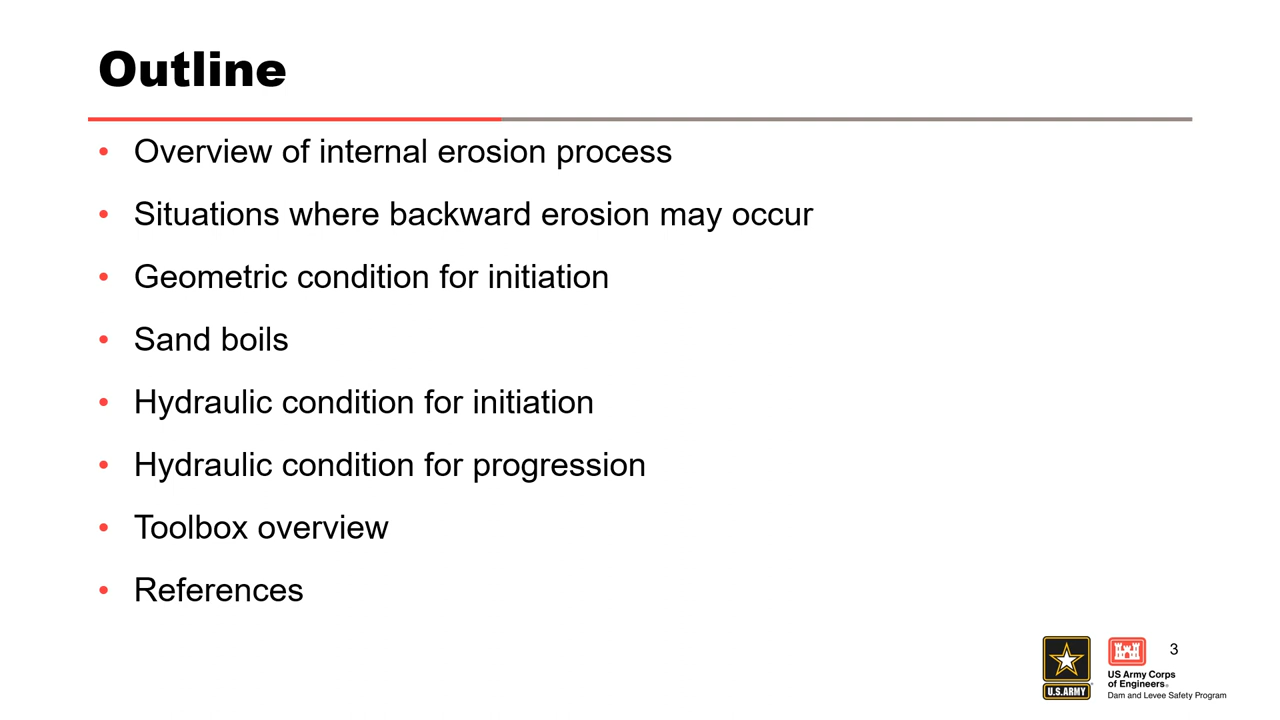 Outline
• Overview of internal erosion process
• Situations where backward erosion may occur
• Geometric condition for initiation
• Sand boils
• Hydraulic condition for initiation
• Hydraulic condition for progression
• Toolbox overview
• References
3
U.S.ARMY
US Army Corps
of Engineers®
Dam and Levee Safety Program